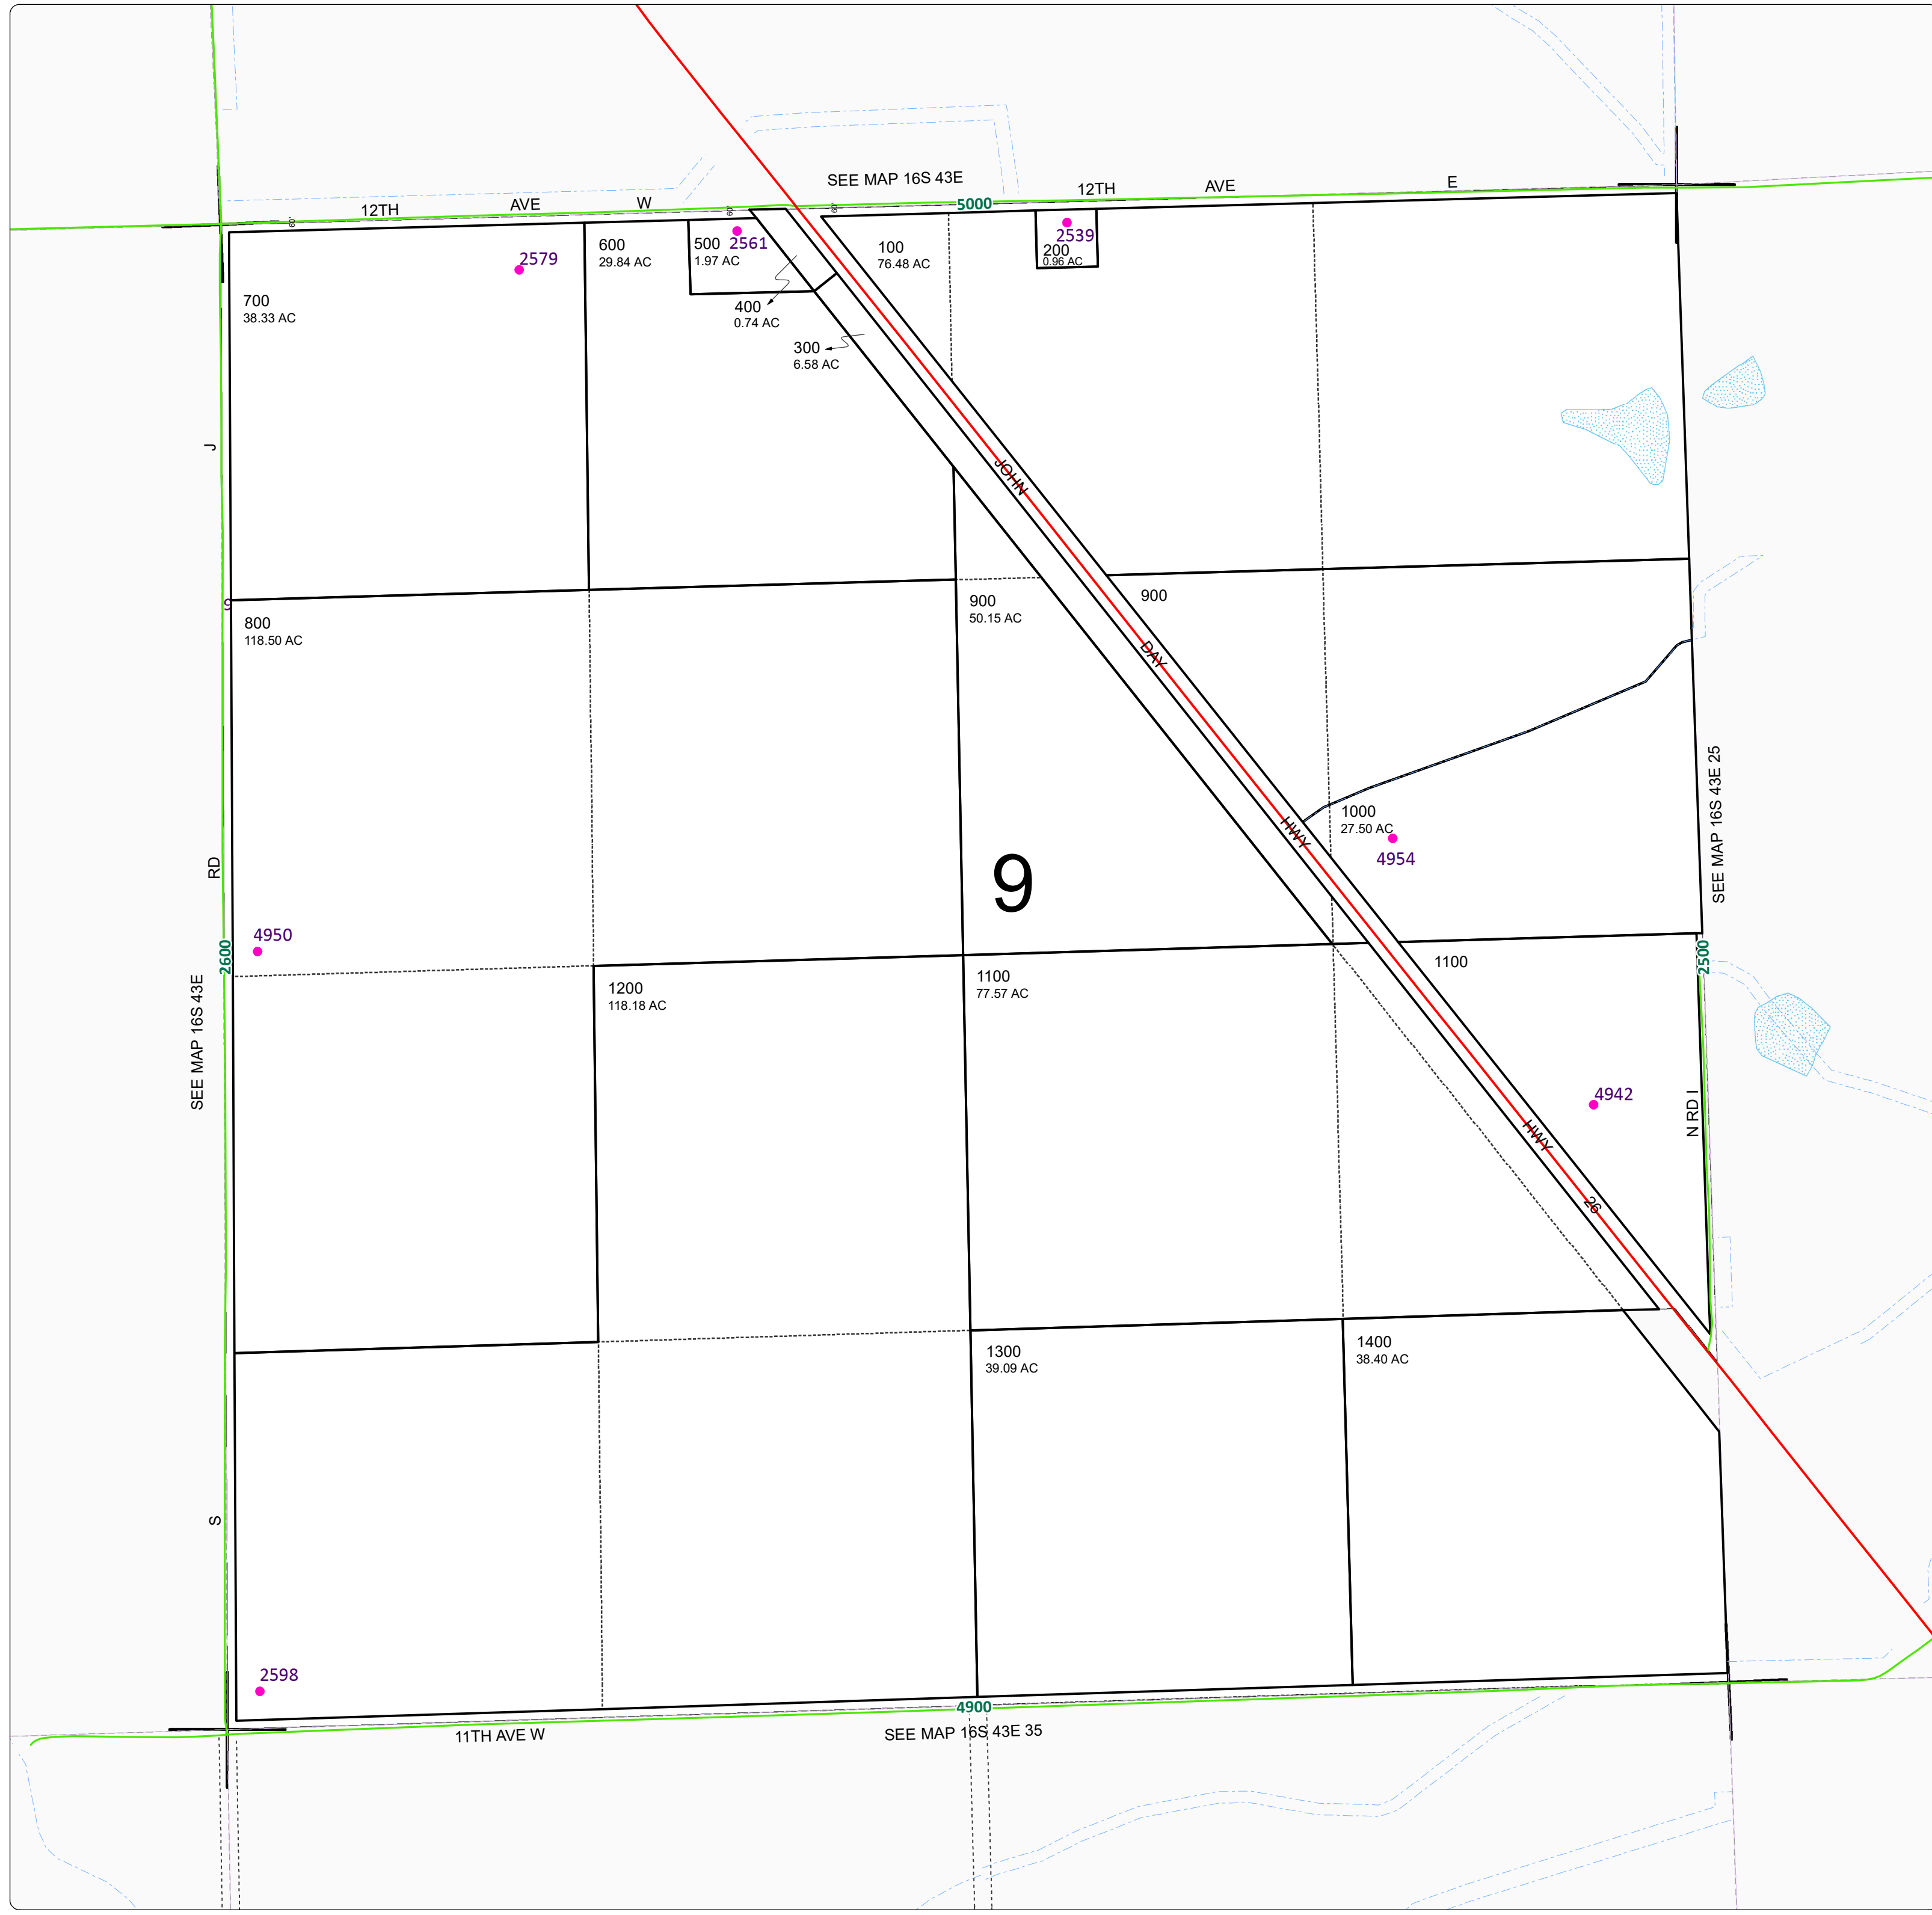 SEE MAP 16S 43E
12TH AVE E
5000
12TH AVE W
60'
60'
60'
2579
600
29.84 AC
500
1.97 AC
2561
100
76.48 AC
2539
200
0.96 AC
700
38.33 AC
400
0.74 AC
300
6.58 AC
J
JOHN
9
800
118.50 AC
900
50.15 AC
900
DAY
1000
27.50 AC
4954
HWY
SEE MAP 16S 43E 25
RD
9
4950
2600
SEE MAP 16S 43E
1200
118.18 AC
1100
77.57 AC
1100
2500
4942
N RD I
HWY
26
1300
39.09 AC
1400
38.40 AC
S
2598
4900
11TH AVE W
SEE MAP 16S 43E 35